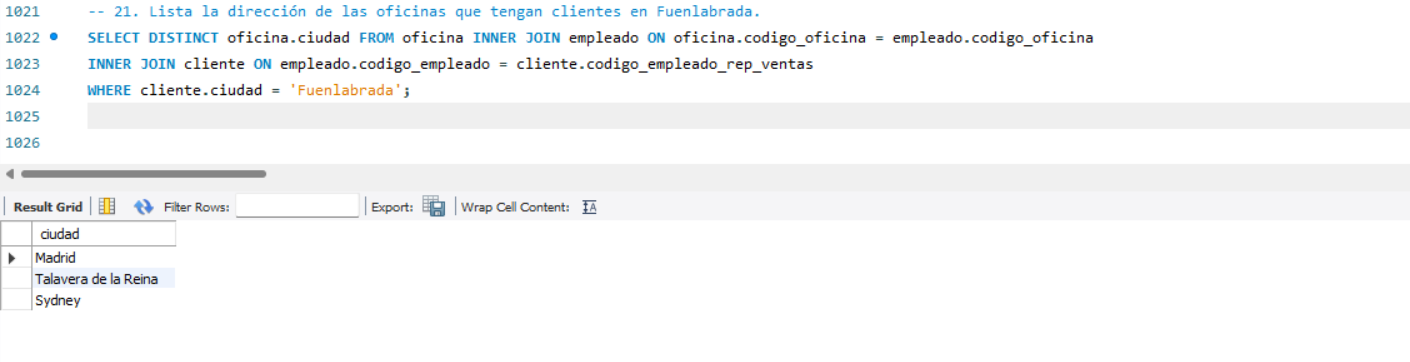 1021 -- 21. Lista la dirección de las oficinas que tengan clientes en Fuenlabrada.
1022 SELECT DISTINCT oficina.ciudad FROM oficina INNER JOIN empleado ON oficina.codigo_oficina = empleado.codigo_oficina
1023 INNER JOIN cliente ON empleado.codigo_empleado = cliente.codigo_empleado_rep_ventas
1024 WHERE cliente.ciudad = 'Fuenlabrada';
1025
1026
Result Grid Filter Rows: Export: Wrap Cell Content: IA
ciudad
Madrid
Talavera de la Reina
Sydney